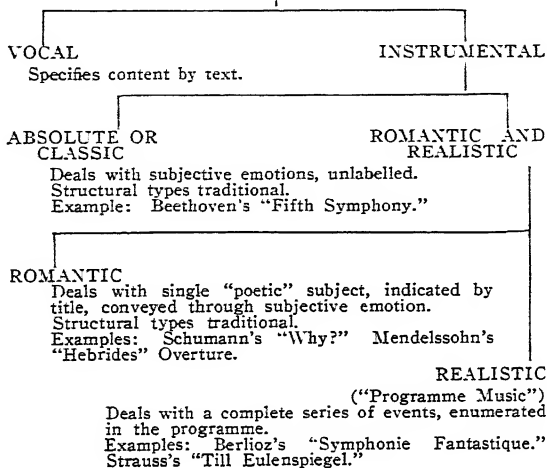 VOCAL
INSTRUMENTAL
Specifies content by text.
ABSOLUTE OR
CLASSIC
ROMANTIC AND
REALISTIC
Deals with subjective emotions, unlabelled.
Structural types traditional.
Example: Beethoven's "Fifth Symphony."
ROMANTIC
Deals with single "poetic" subject, indicated by
title, conveyed through subjective emotion.
Structural types traditional.
Examples: Schumann's "Why?" Mendelssohn's
"Hebrides" Overture.
REALISTIC
("Programme Music")
Deals with a complete series of events, enumerated
in the programme.
Examples: Berlioz's "Symphonie Fantastique."
Strauss's "Till Eulenspiegel."